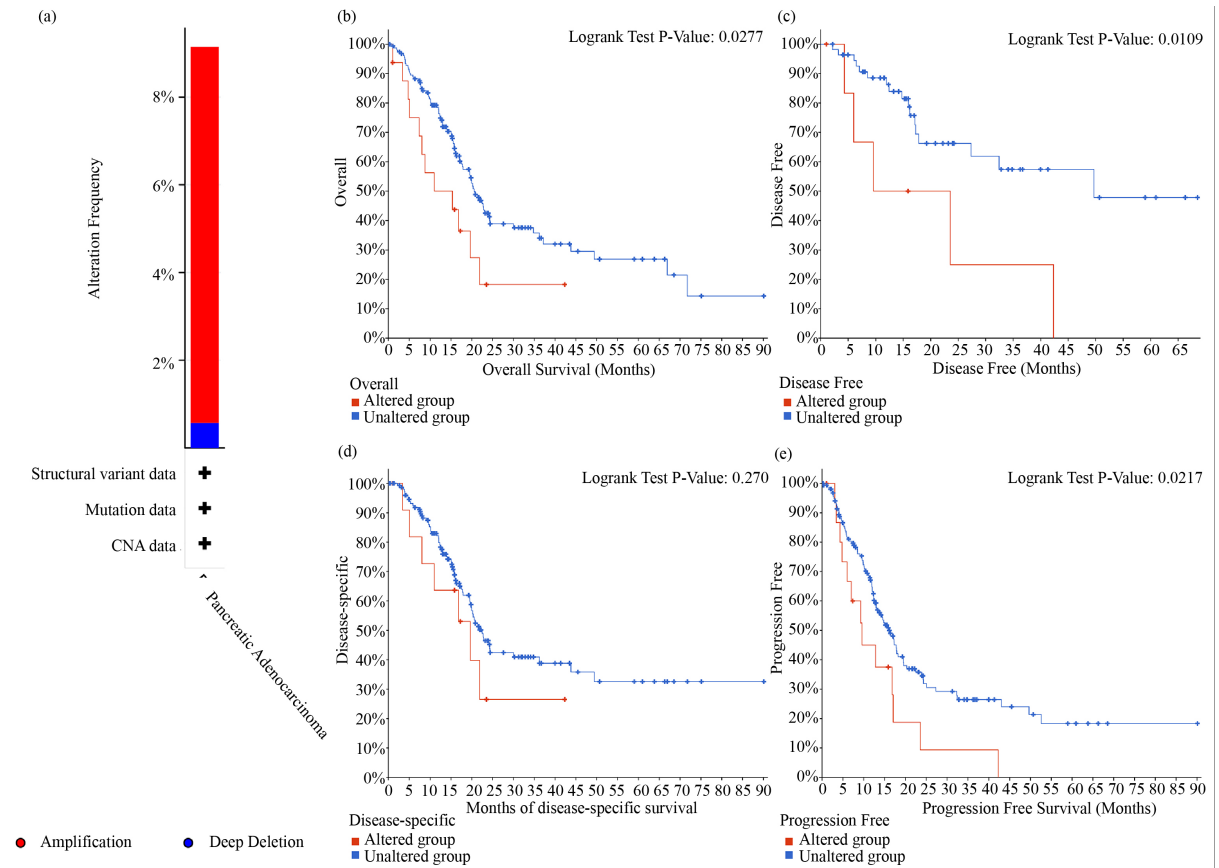 (a)
Alteration Frequency
8%
6%
4%
2%
Structural variant data
Mutation data
CNA data
Pancreatic Adenocarcinoma
Amplification
Deep Deletion
(b)
Logrank Test P-Value: 0.0277
Overall
100%
90%
80%
70%
60%
50%
40%
30%
20%
10%
0%
0 5 10 15 20 25 30 35 40 45 50 55 60 65 70 75 80 85 90
Overall Survival (Months)
Overall
Altered group
Unaltered group
(c)
Logrank Test P-Value: 0.0109
Disease Free
100%
90%
80%
70%
60%
50%
40%
30%
20%
10%
0%
0 5 10 15 20 25 30 35 40 45 50 55 60 65
Disease Free (Months)
Disease Free
Altered group
Unaltered group
(d)
Logrank Test P-Value: 0.270
Disease-specific
100%
90%
80%
70%
60%
50%
40%
30%
20%
10%
0%
0 5 10 15 20 25 30 35 40 45 50 55 60 65 70 75 80 85 90
Months of disease-specific survival
Disease-specific
Altered group
Unaltered group
(e)
Logrank Test P-Value: 0.0217
Progression Free
100%
90%
80%
70%
60%
50%
40%
30%
20%
10%
0%
0 5 10 15 20 25 30 35 40 45 50 55 60 65 70 75 80 85 90
Progression Free Survival (Months)
Progression Free
Altered group
Unaltered group